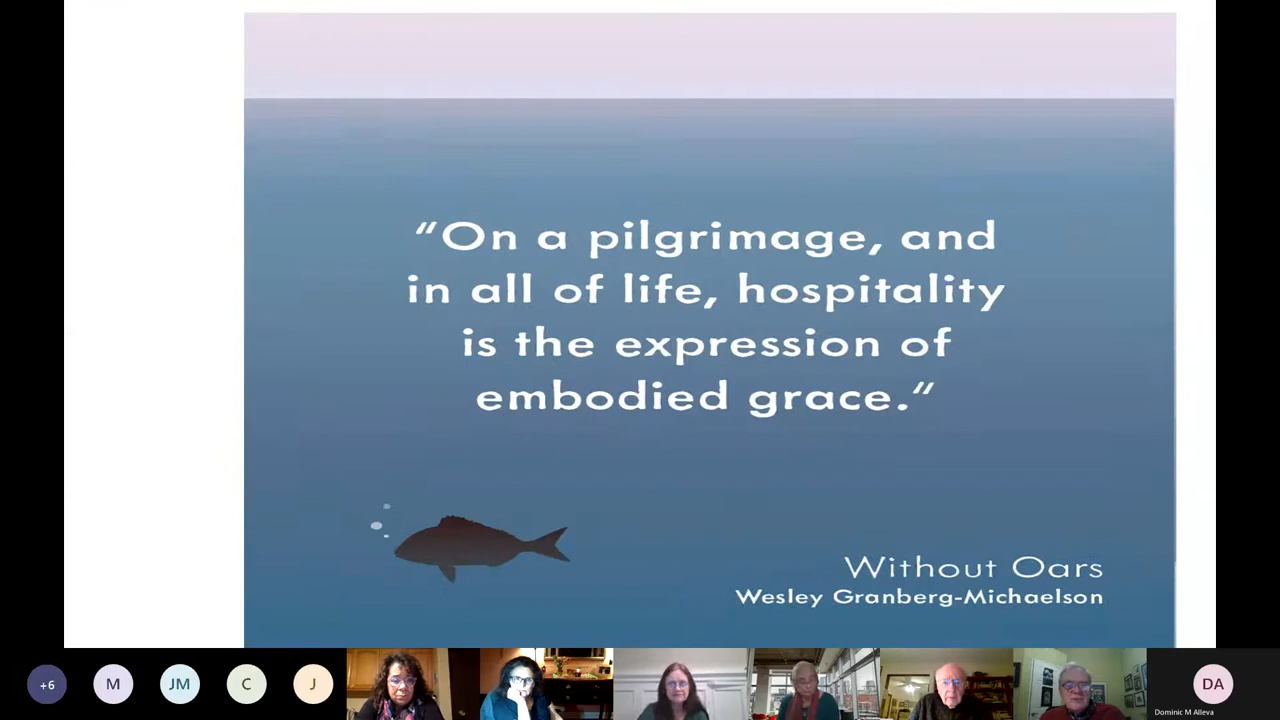 “On a pilgrimage, and
in all of life, hospitality
is the expression of
embodied grace.“
Without Oars
Wesley Granberg-Michaelson
+6
M
JM
C
J
DA
Dominic M Alleva